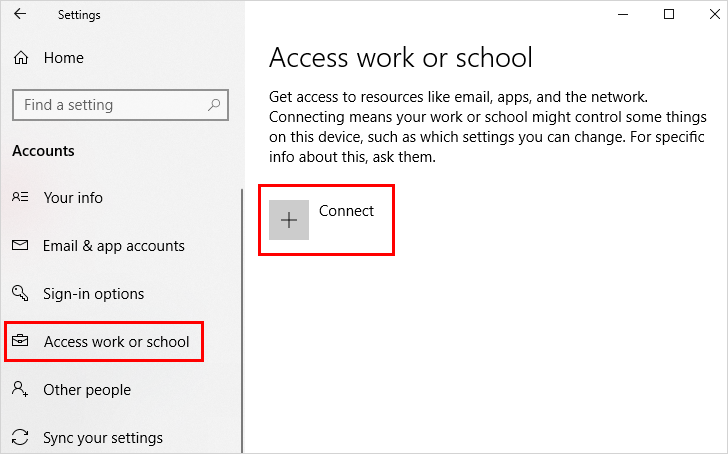 Settings
Home
Find a setting
Accounts
Your info
Email & app accounts
Sign-in options
Access work or school
Other people
Sync your settings
Access work or school
Get access to resources like email, apps, and the network.
Connecting means your work or school might control some things
on this device, such as which settings you can change. For specific
info about this, ask them.
Connect